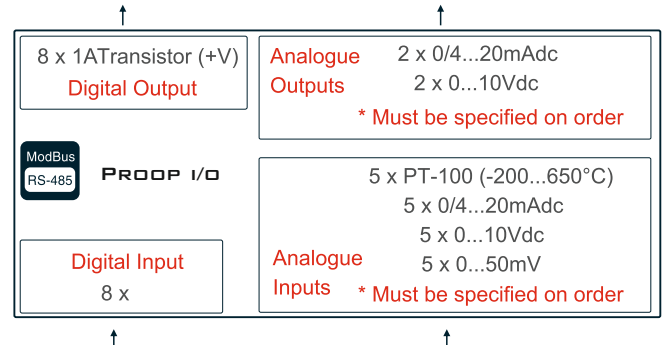 8 x 1ATransistor (+V)
Digital Output
Analogue
Outputs
2 x 0/4...20mAdc
2 x 0...10Vdc
* Must be specified on order
ModBus
RS-485
PROOP I/O
Digital Input
8 x
5 x PT-100 (-200...650°C)
5 x 0/4...20mAdc
5 x 0...10Vdc
5 x 0...50mV
Analogue
Inputs
* Must be specified on order